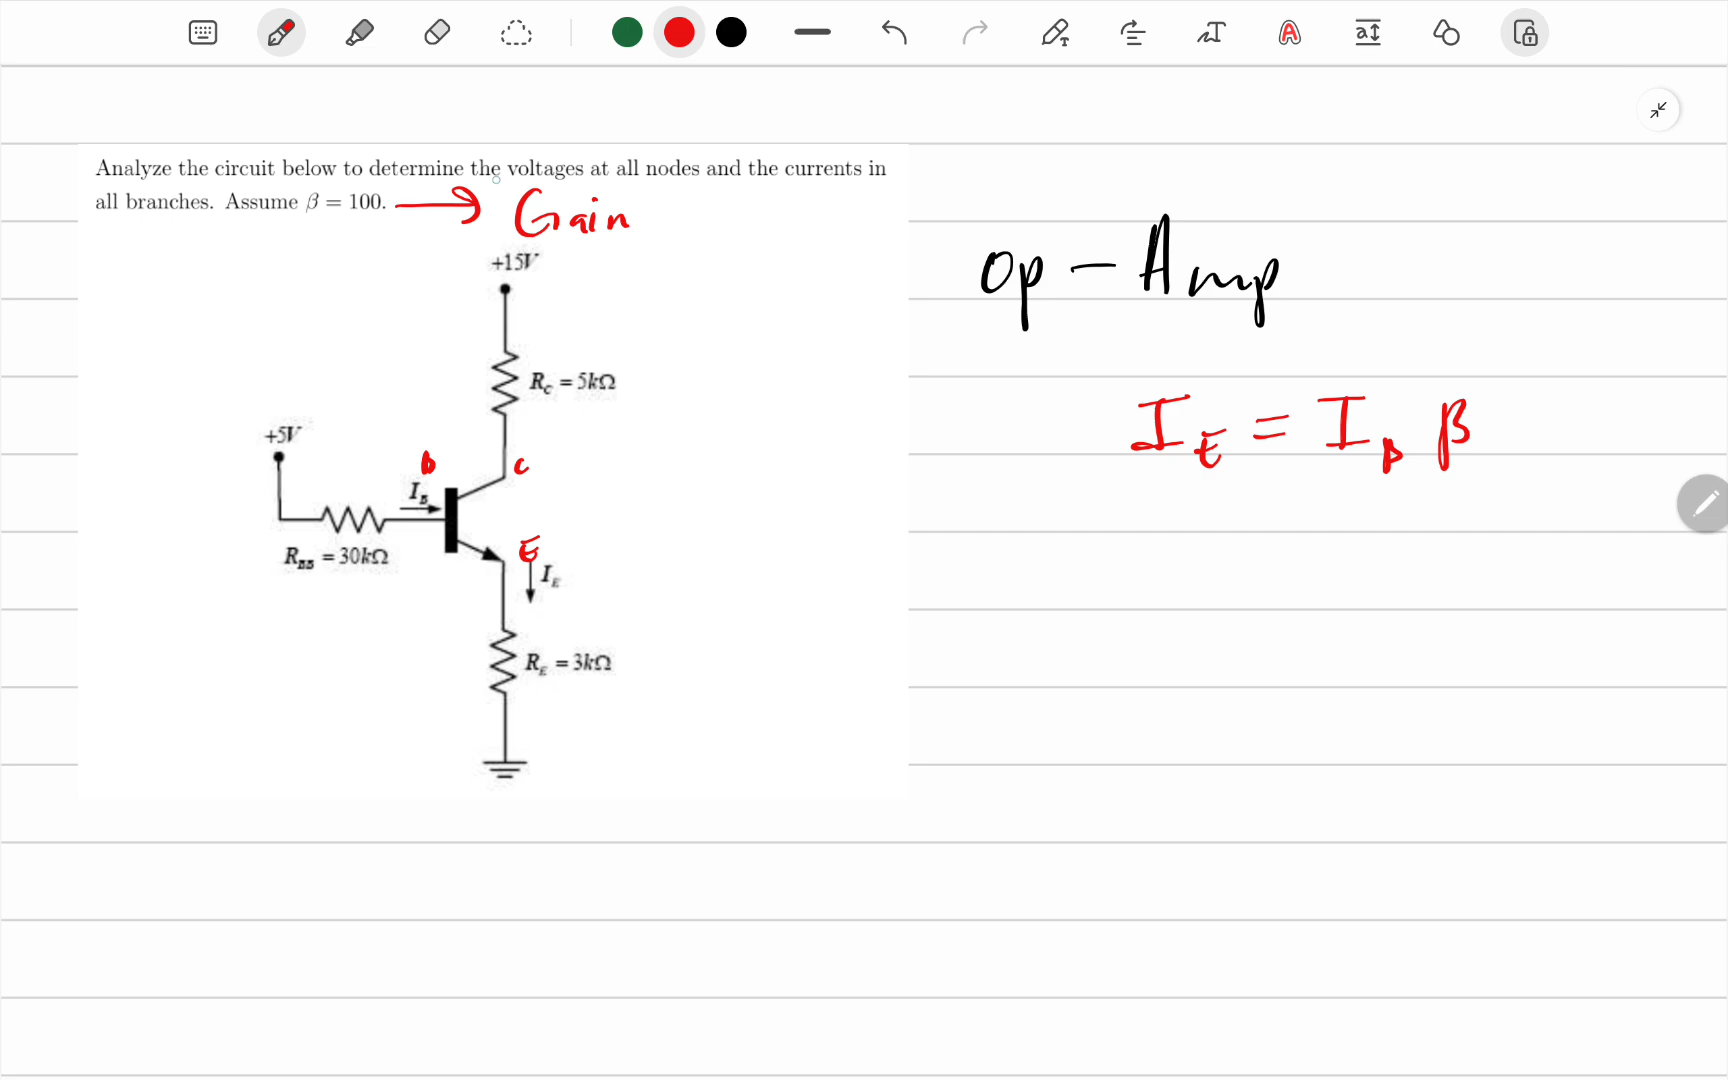 Analyze the circuit below to determine the voltages at all nodes and the currents in
all branches. Assume β = 100.
Gain
+15V
Op - Amp
R_C = 5kΩ
I_E = I_B β
+5V
B
C
I_B
R_BB = 30kΩ
E
I_E
R_E = 3kΩ